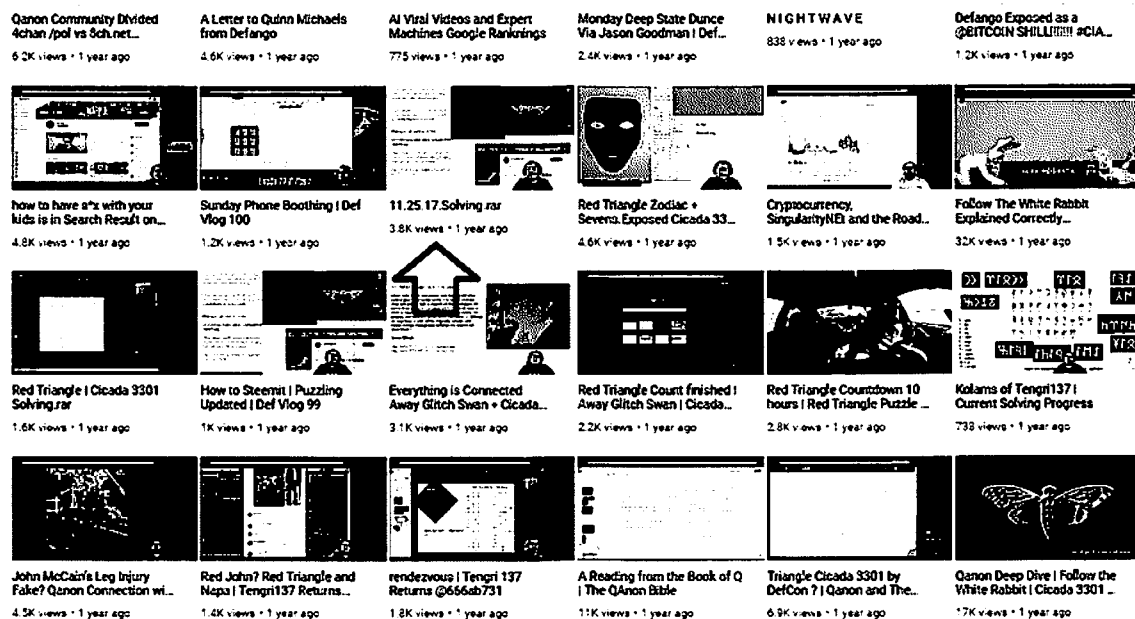 Qanon Community Divided
4chan /pol vs 8ch.net...
6.2K views • 1 year ago
A Letter to Quinn Michaels
from Defango
4.6K views • 1 year ago
AI Viral Videos and Expert
Machines Google Ranknings
775 views • 1 year ago
Monday Deep State Dunce
Via Jason Goodman | Def...
2.4K views • 1 year ago
NIGHTWAVE
838 views • 1 year ago
Defango Exposed as a
@BITCOIN SHILL!!!!!! #CIA...
1.2K views • 1 year ago
how to have s*x with your
kids is in Search Result on...
4.8K views • 1 year ago
Sunday Phone Boothing | Def
Vlog 100
1.2K views • 1 year ago
11.25.17.Solving.rar
3.8K views • 1 year ago
Red Triangle Zodiac +
Sevens.Exposed Cicada 33...
4.6K views • 1 year ago
Cryptocurrency,
SingularityNEt and the Road...
1.5K views • 1 year ago
Follow The White Rabbit
Explained Correctly...
32K views • 1 year ago
Red Triangle | Cicada 3301
Solving.rar
1.6K views • 1 year ago
How to Steemit | Puzzling
Updated | Def Vlog 99
1K views • 1 year ago
Everything is Connected
Away Glitch Swan + Cicada...
3.1K views • 1 year ago
Red Triangle Count finished |
Away Glitch Swan | Cicada...
2.2K views • 1 year ago
Red Triangle Countdown 10
hours | Red Triangle Puzzle ...
2.8K views • 1 year ago
Kolams of Tengri137 |
Current Solving Progress
733 views • 1 year ago
John McCain's Leg Injury
Fake? Qanon Connection wi...
4.5K views • 1 year ago
Red John? Red Triangle and
Napa | Tengri137 Returns...
1.4K views • 1 year ago
rendezvous | Tengri 137
Returns @666ab731
1.8K views • 1 year ago
A Reading from the Book of Q
| The QAnon Bible
11K views • 1 year ago
Triangle Cicada 3301 by
DefCon ? | Qanon and The...
6.9K views • 1 year ago
Qanon Deep Dive | Follow the
White Rabbit | Cicada 3301 ...
17K views • 1 year ago